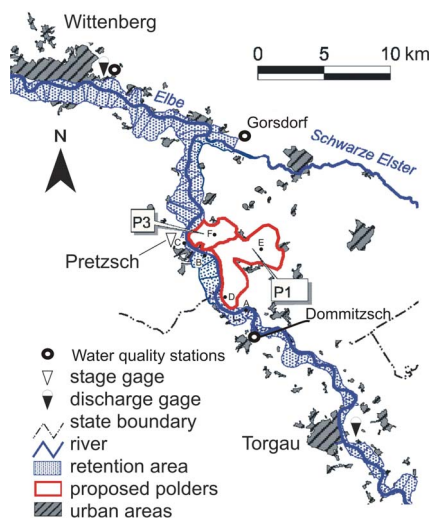 Wittenberg
0 5 10 km
Elbe
Gorsdorf
Schwarze Elster
N
P3
A
F
E
C
Pretzsch
B
P1
D
A
Dommitzsch
Water quality stations
stage gage
discharge gage
state boundary
river
Torgau
retention area
proposed polders
urban areas